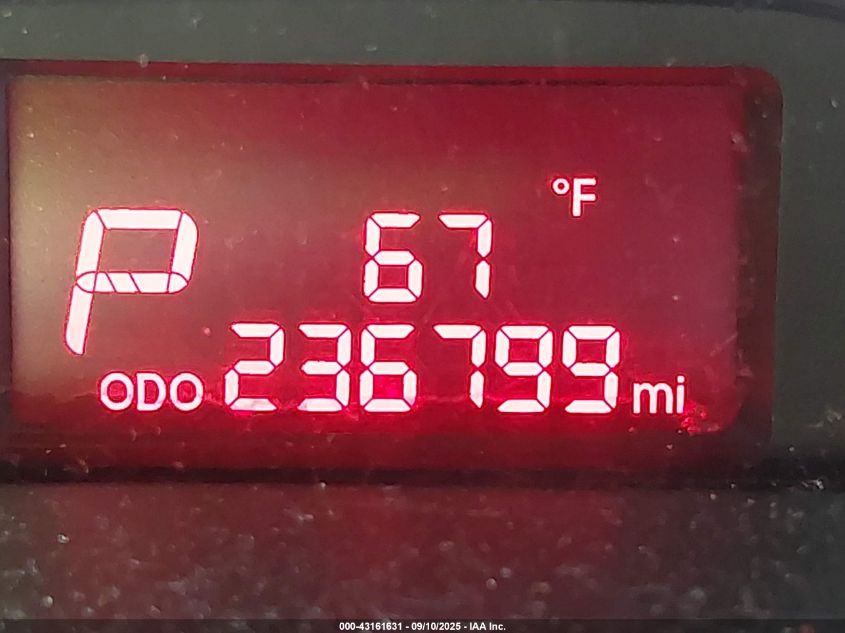 °F
P 67
ODO 236799 mi
000-43161631 - 09/10/2025 - IAA Inc.